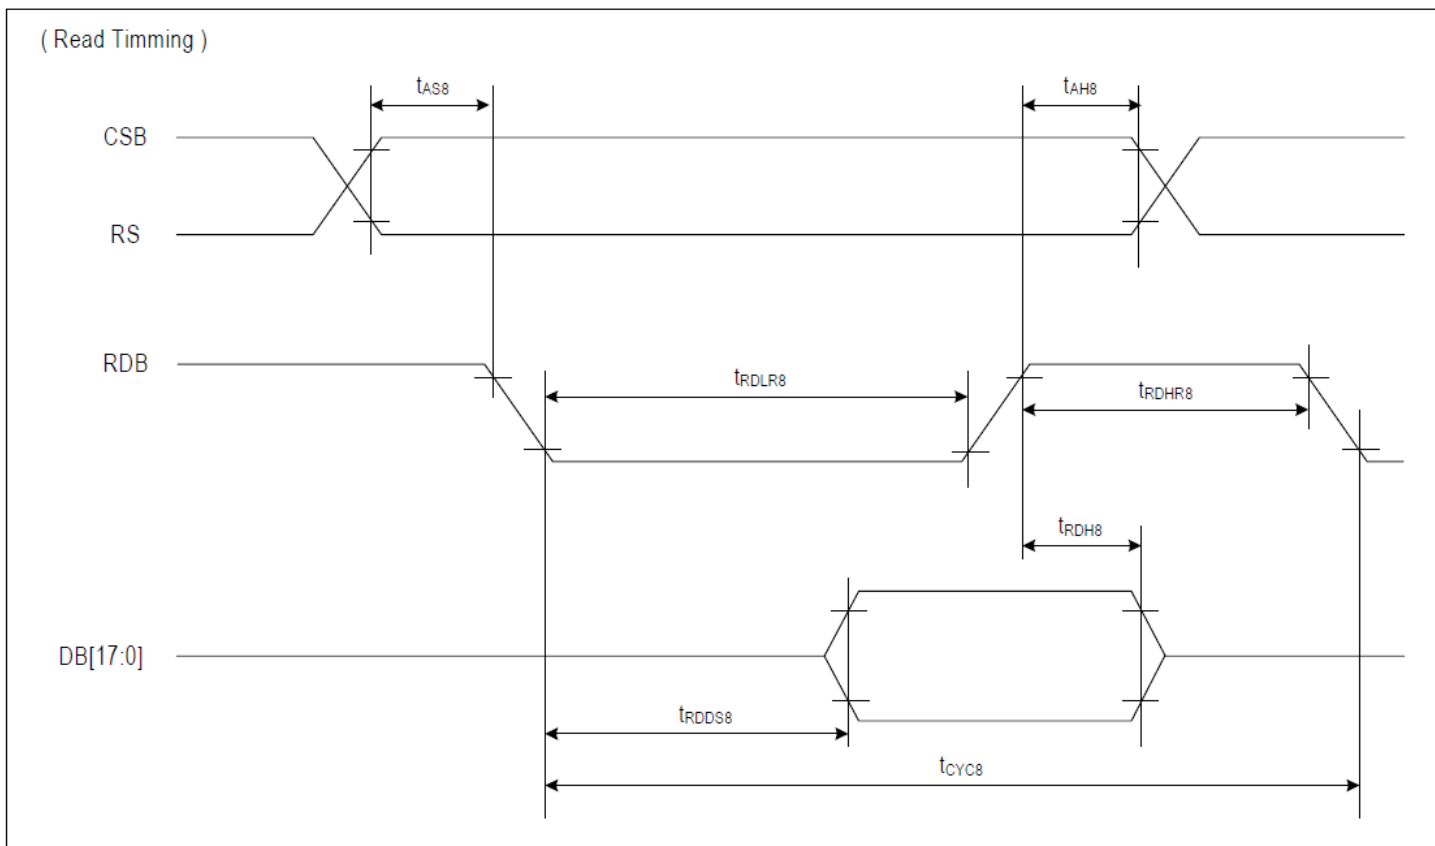 ( Read Timming )
tAS8
tAH8
CSB
RS
RDB
tRDLR8
tRDHR8
tRDH8
DB[17:0]
tRDDS8
tCYC8